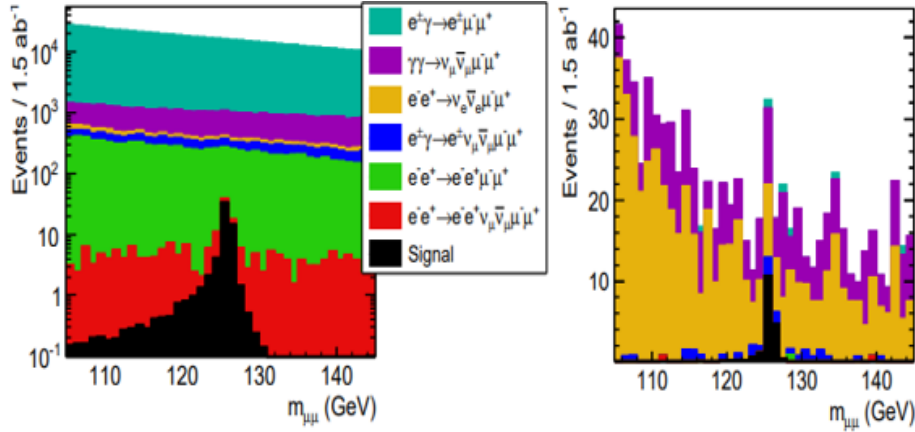 Events / 1.5 ab⁻¹
10⁴
10³
10²
10
1
10⁻¹
110 120 130 140
m_μμ (GeV)
e±γ→e±μ⁻μ⁺
γγ→ν_μν̄_μμ⁻μ⁺
e⁻e⁺→ν_eν̄_eμ⁻μ⁺
e±γ→e±ν_μν̄_μμ⁻μ⁺
e⁻e⁺→e⁻e⁺μ⁻μ⁺
e⁻e⁺→e⁻e⁺ν_μν̄_μμ⁻μ⁺
Signal
Events / 1.5 ab⁻¹
40
30
20
10
110 120 130 140
m_μμ (GeV)